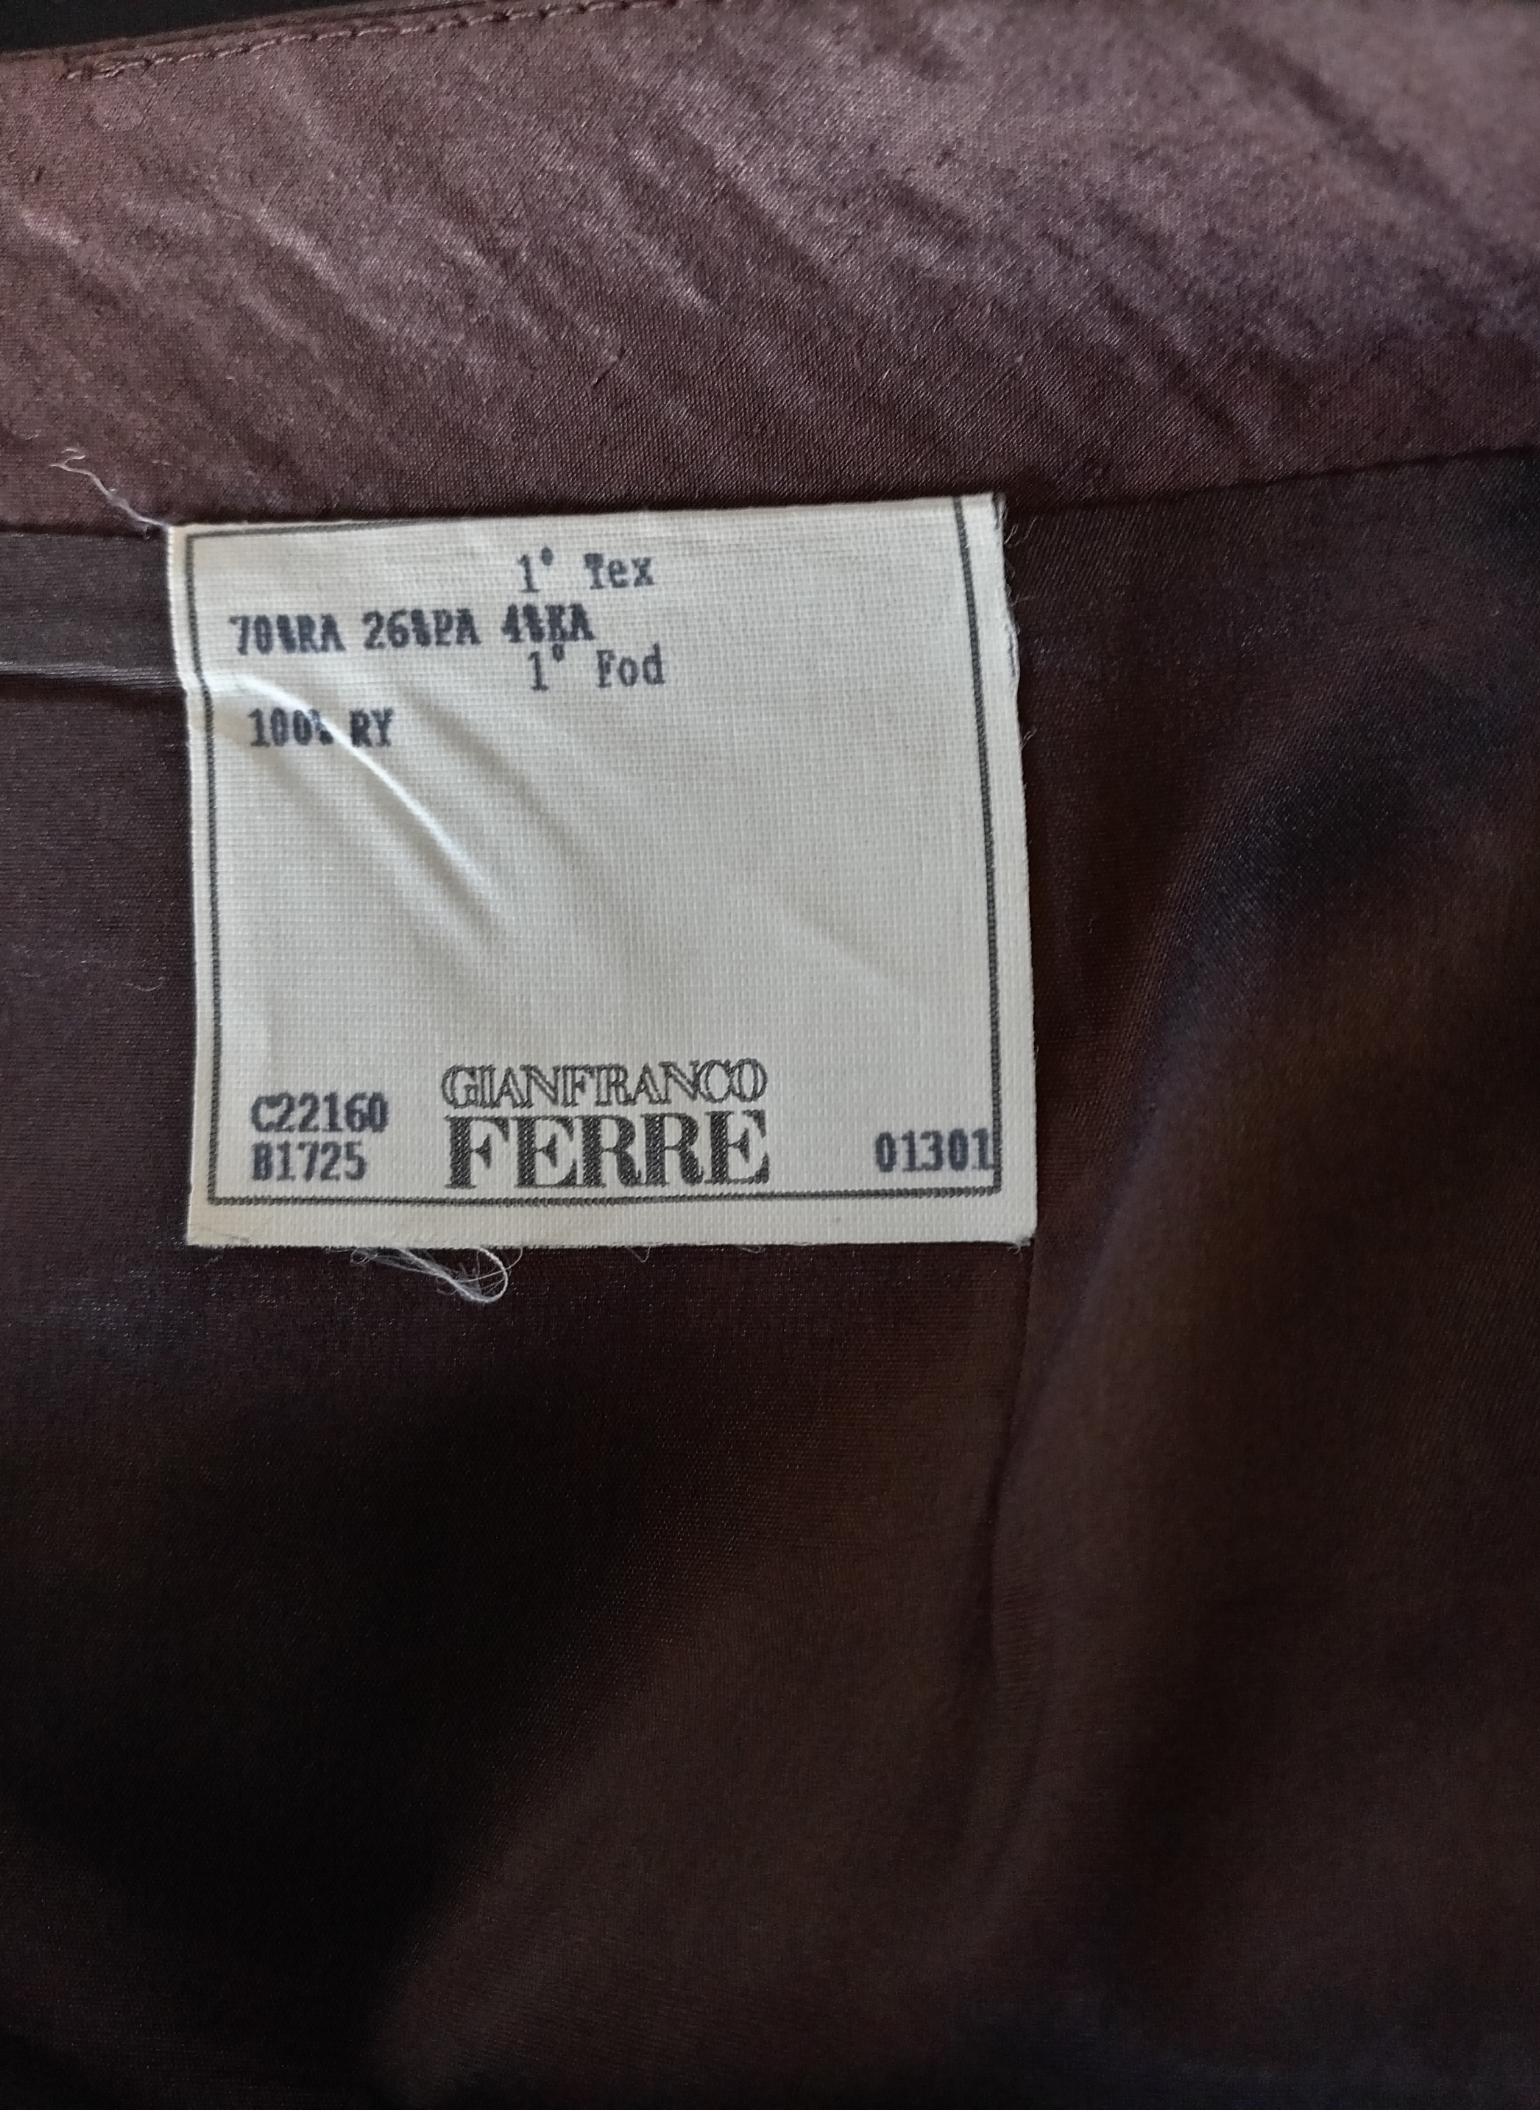 1° Tex
70%RA 26%PA 4%EA
1° Fod
100% RY
GIANFRANCO
FERRE
C22160
B1725
01301